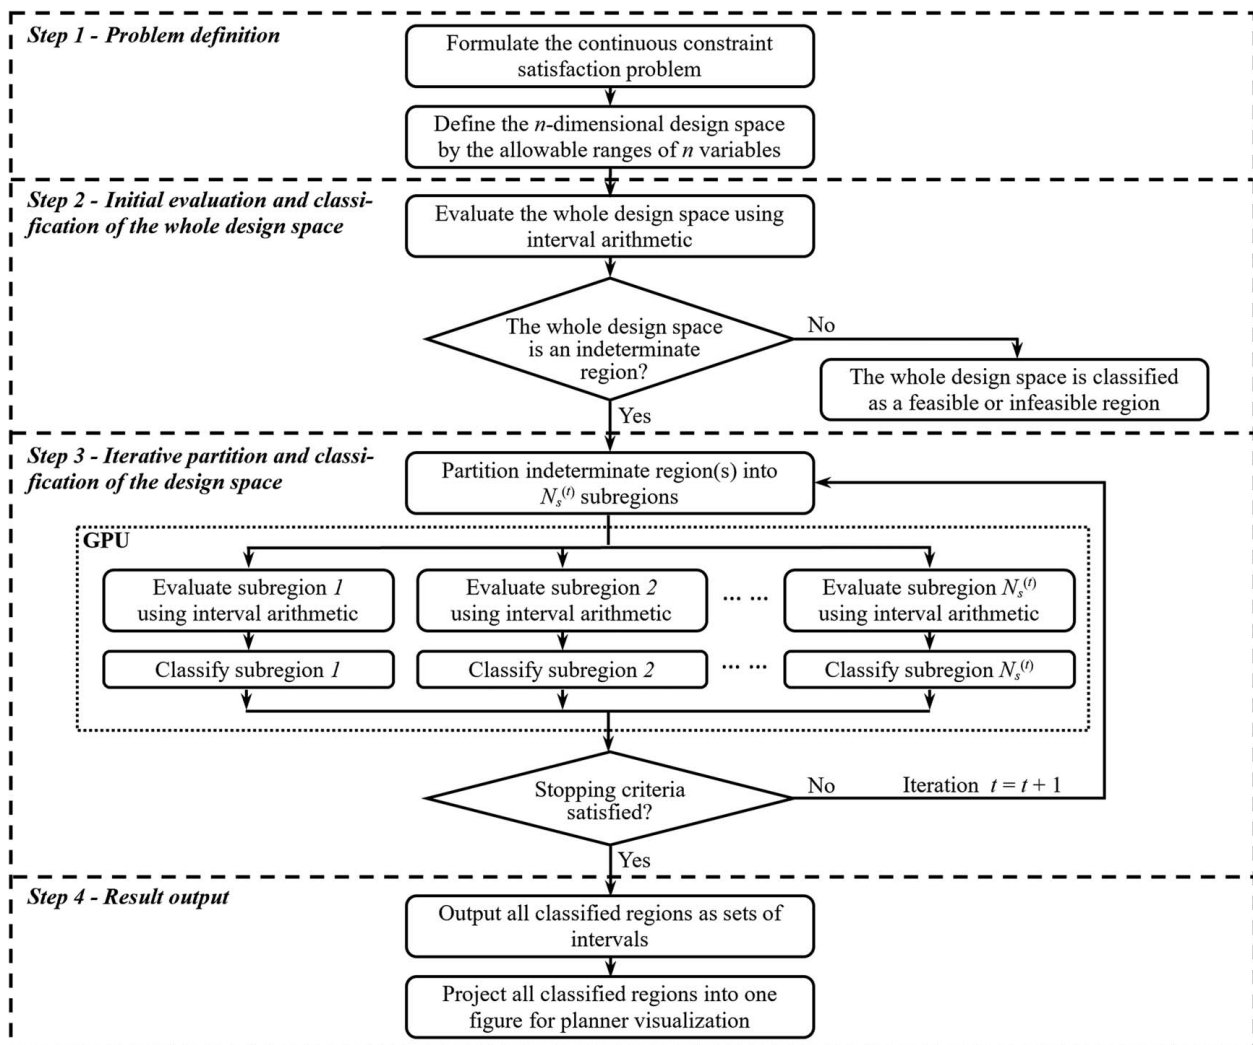 Step 1 - Problem definition
Formulate the continuous constraint
satisfaction problem
Define the n-dimensional design space
by the allowable ranges of n variables
Step 2 - Initial evaluation and classi-
fication of the whole design space
Evaluate the whole design space using
interval arithmetic
The whole design space
is an indeterminate
region?
No
The whole design space is classified
as a feasible or infeasible region
Yes
Step 3 - Iterative partition and classi-
fication of the design space
Partition indeterminate region(s) into
Nₛ⁽ᵗ⁾ subregions
GPU
Evaluate subregion 1
using interval arithmetic
Evaluate subregion 2
using interval arithmetic
... ...
Evaluate subregion Nₛ⁽ᵗ⁾
using interval arithmetic
Classify subregion 1
Classify subregion 2
... ...
Classify subregion Nₛ⁽ᵗ⁾
Stopping criteria
satisfied?
No
Iteration t = t + 1
Yes
Step 4 - Result output
Output all classified regions as sets of
intervals
Project all classified regions into one
figure for planner visualization